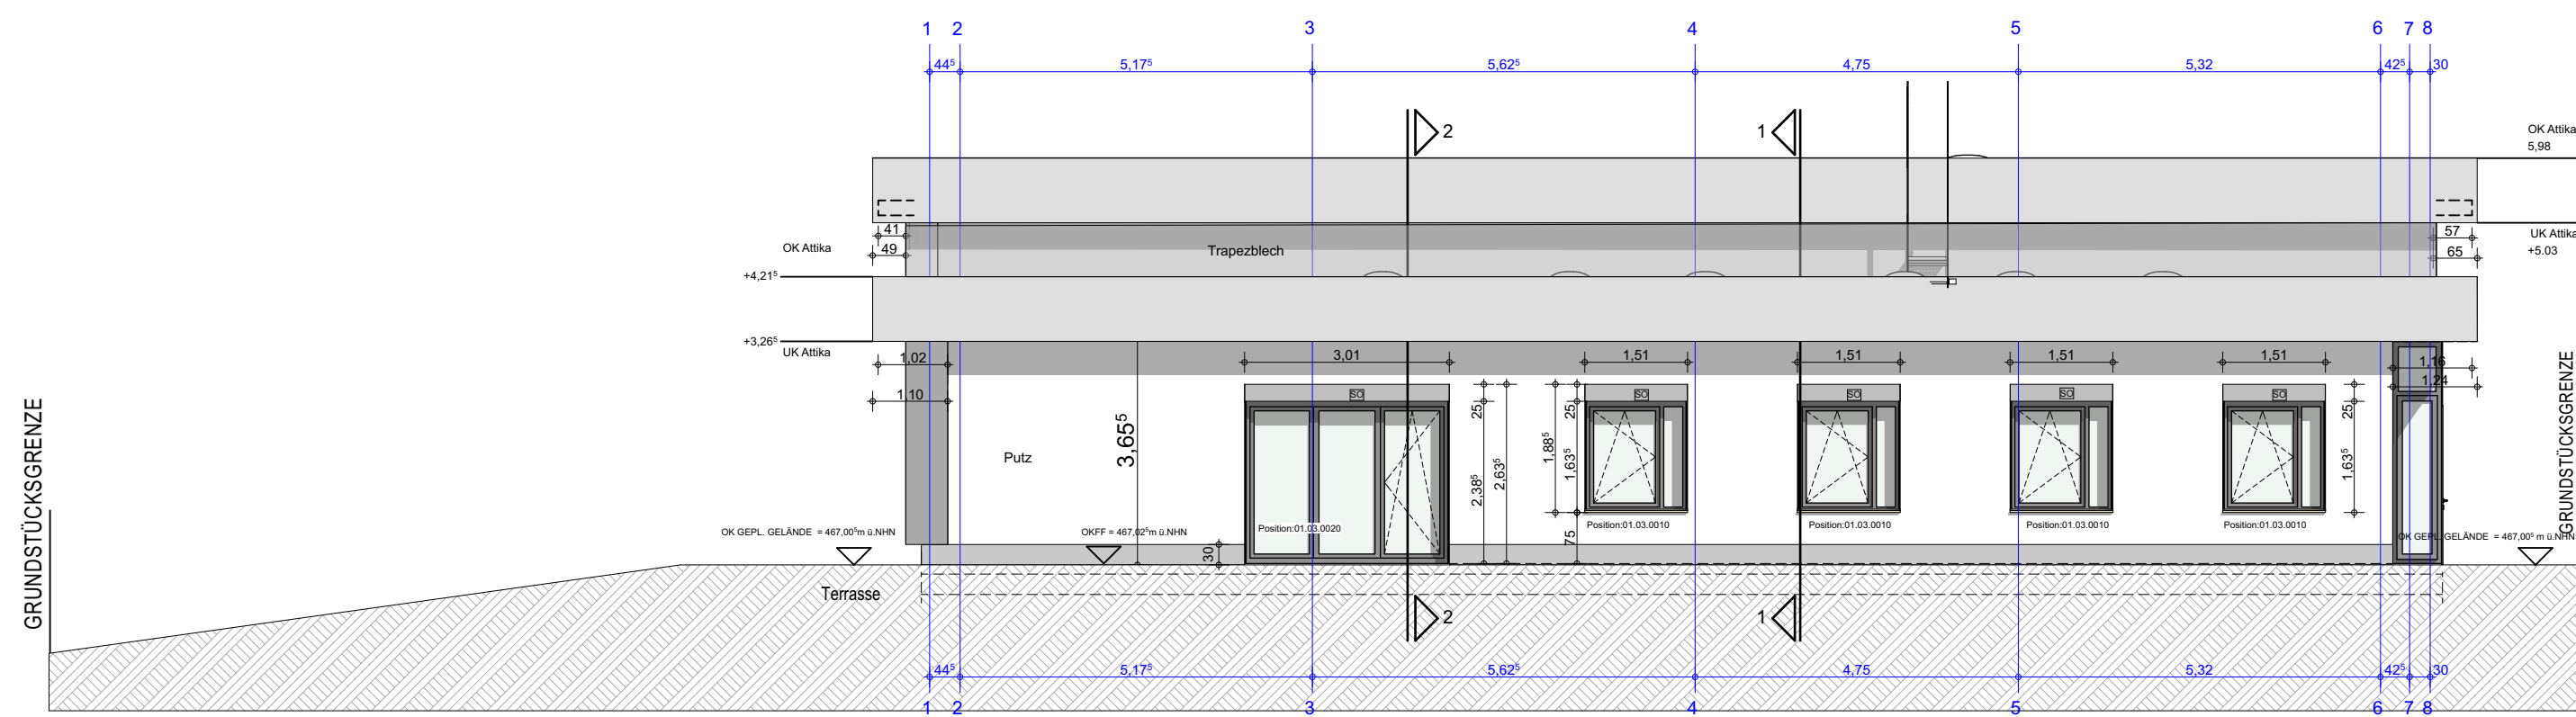 1 2 3 4 5 6 7 8
44⁵ 5,17⁵ 5,62⁵ 4,75 5,32 42⁵ 30
2 1
OK Attika
5,98
41
49
OK Attika
Trapezblech
57
65
UK Attika
+5.03
+4,21⁵
+3,26⁵
UK Attika
1,02
1,10
3,01
1,51
1,51
1,51
1,51
1,16
1,24
SO
SO
SO
SO
SO
25
25
25
3,65⁵
2,38⁵
2,63⁵
1,88⁵
1,63⁵
1,63⁵
75
30
Putz
GRUNDSTÜCKSGRENZE
GRUNDSTÜCKSGRENZE
OK GEPL. GELÄNDE = 467,00⁵m ü.NHN
OKFF = 467,02⁵m ü.NHN
Position:01.03.0020
Position:01.03.0010
Position:01.03.0010
Position:01.03.0010
Position:01.03.0010
OK GEPL. GELÄNDE = 467,00⁵ m ü.NHN
Terrasse
2 1
44⁵ 5,17⁵ 5,62⁵ 4,75 5,32 42⁵ 30
1 2 3 4 5 6 7 8